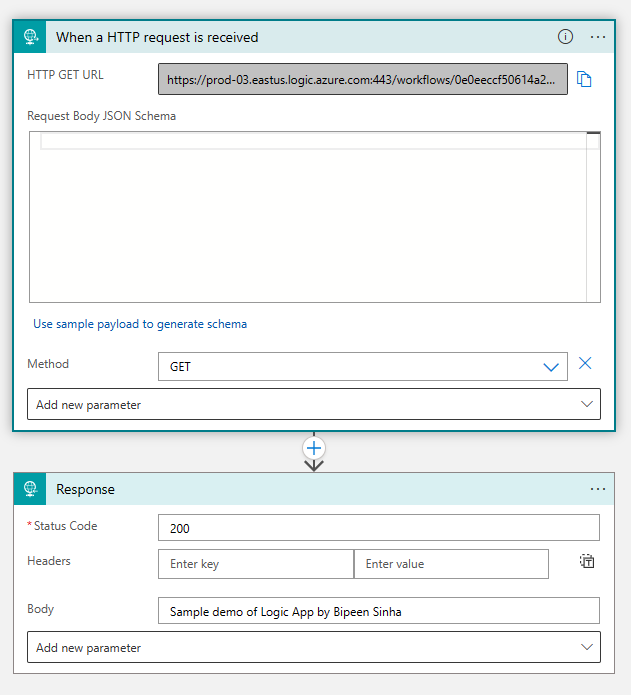 When a HTTP request is received
HTTP GET URL
https://prod-03.eastus.logic.azure.com:443/workflows/0e0eeccf50614a2...
Request Body JSON Schema
Use sample payload to generate schema
Method
GET
Add new parameter
Response
*Status Code
200
Headers
Enter key
Enter value
Body
Sample demo of Logic App by Bipeen Sinha
Add new parameter